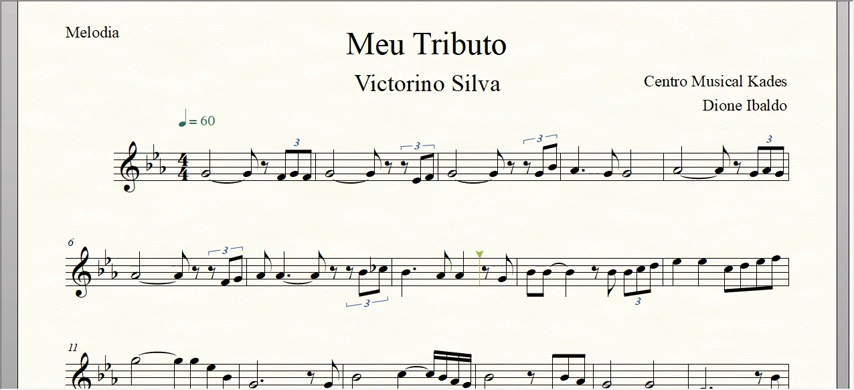 Melodia
Meu Tributo
Victorino Silva
Centro Musical Kades
Dione Ibaldo
= 60
4
4
3
3
3
3
6
3
3
3
11